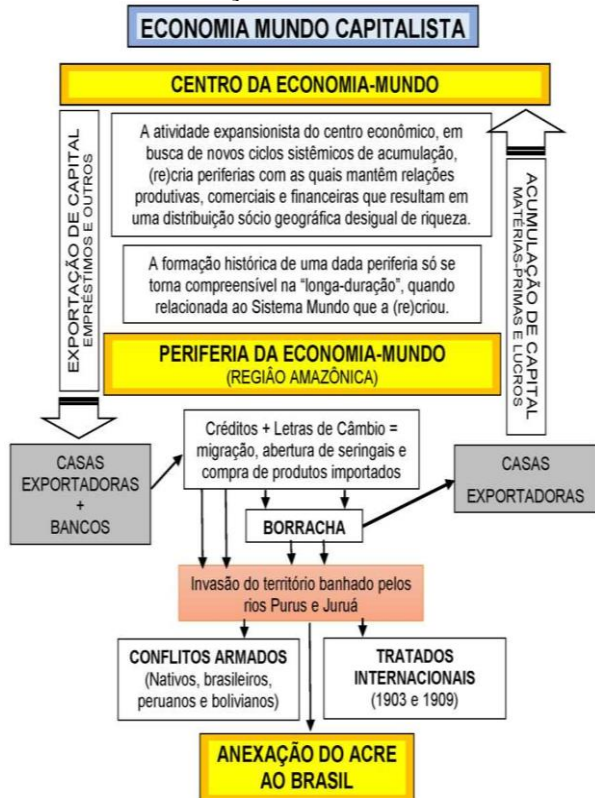 ECONOMIA MUNDO CAPITALISTA
CENTRO DA ECONOMIA-MUNDO
EXPORTAÇÃO DE CAPITAL
EMPRÉSTIMOS E OUTROS
A atividade expansionista do centro econômico, em
busca de novos ciclos sistêmicos de acumulação,
(re)cria periferias com as quais mantêm relações
produtivas, comerciais e financeiras que resultam em
uma distribuição sócio geográfica desigual de riqueza.
A formação histórica de uma dada periferia só se
torna compreensível na “longa-duração”, quando
relacionada ao Sistema Mundo que a (re)criou.
ACUMULAÇÃO DE CAPITAL
MATÉRIAS-PRIMAS E LUCROS
PERIFERIA DA ECONOMIA-MUNDO
(REGIÂO AMAZÔNICA)
CASAS
EXPORTADORAS
+
BANCOS
Créditos + Letras de Câmbio =
migração, abertura de seringais e
compra de produtos importados
CASAS
EXPORTADORAS
BORRACHA
Invasão do território banhado pelos
rios Purus e Juruá
CONFLITOS ARMADOS
(Nativos, brasileiros,
peruanos e bolivianos)
TRATADOS
INTERNACIONAIS
(1903 e 1909)
ANEXAÇÃO DO ACRE
AO BRASIL